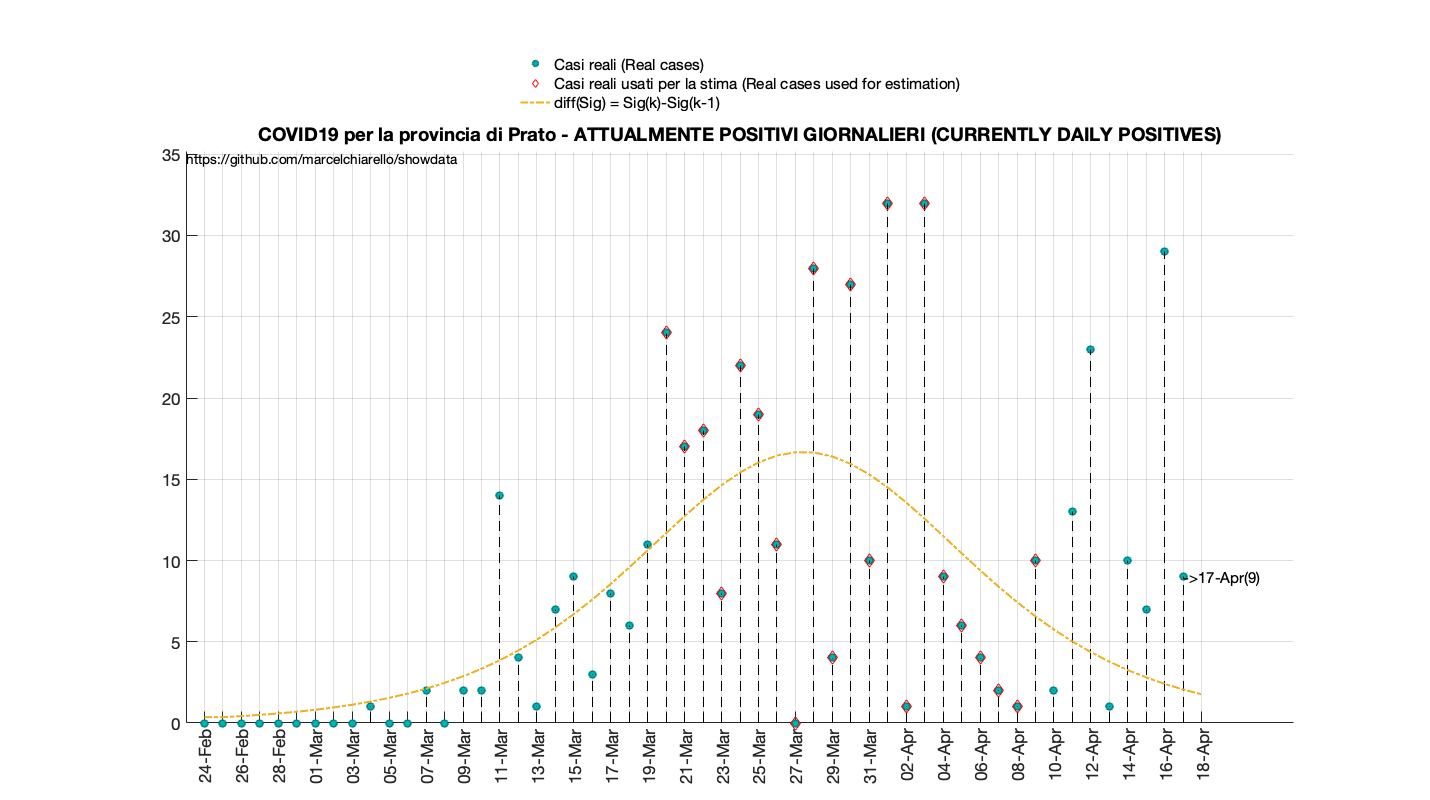 Casi reali (Real cases)
Casi reali usati per la stima (Real cases used for estimation)
diff(Sig) = Sig(k)-Sig(k-1)
COVID19 per la provincia di Prato - ATTUALMENTE POSITIVI GIORNALIERI (CURRENTLY DAILY POSITIVES)
https://github.com/marcelchiarello/showdata
35
30
25
20
15
10
5
0
->17-Apr(9)
24-Feb
26-Feb
28-Feb
01-Mar
03-Mar
05-Mar
07-Mar
09-Mar
11-Mar
13-Mar
15-Mar
17-Mar
19-Mar
21-Mar
23-Mar
25-Mar
27-Mar
29-Mar
31-Mar
02-Apr
04-Apr
06-Apr
08-Apr
10-Apr
12-Apr
14-Apr
16-Apr
18-Apr